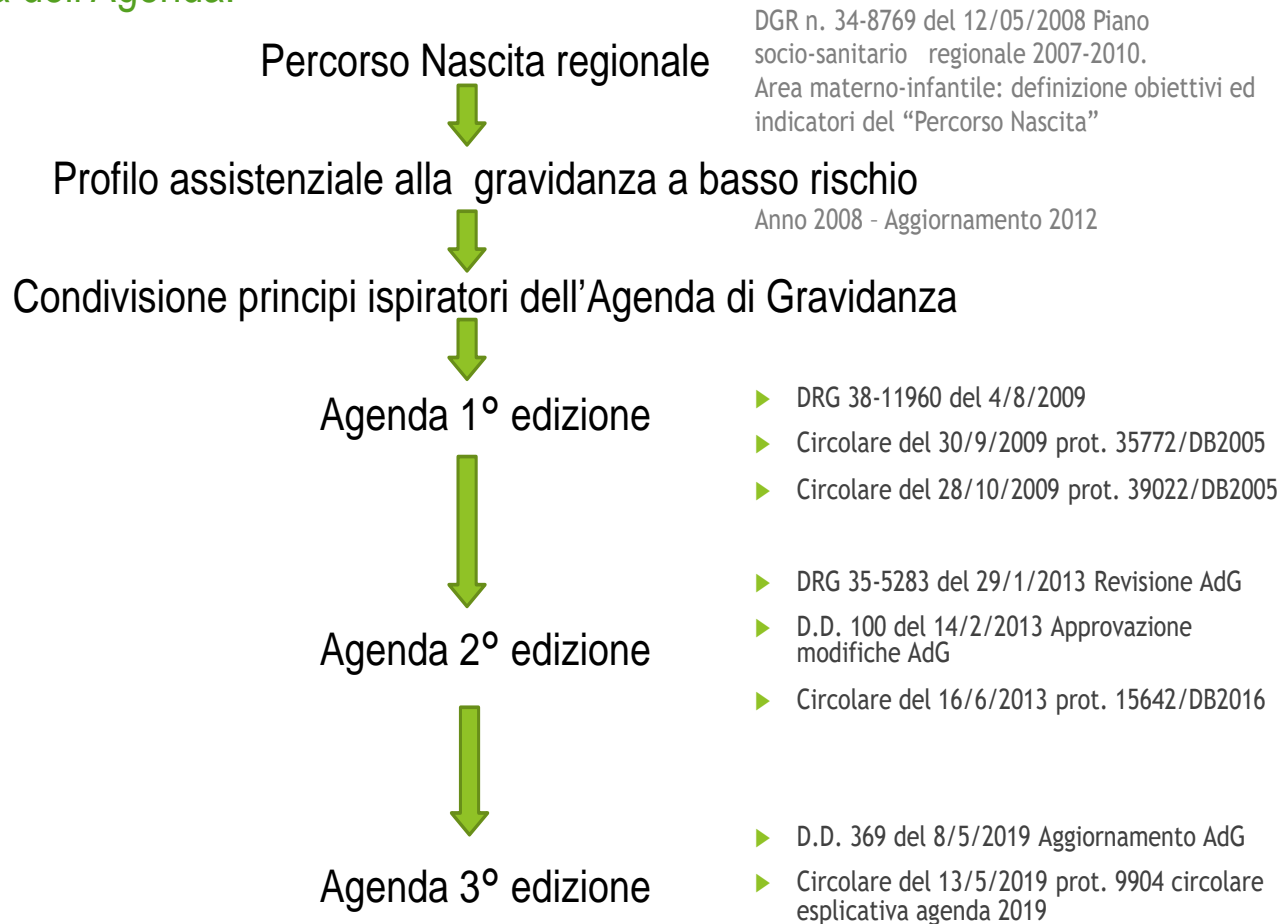 dell'Agenda.
Percorso Nascita regionale
DGR n. 34-8769 del 12/05/2008 Piano
socio-sanitario regionale 2007-2010.
Area materno-infantile: definizione obiettivi ed
indicatori del “Percorso Nascita”
Profilo assistenziale alla gravidanza a basso rischio
Anno 2008 – Aggiornamento 2012
Condivisione principi ispiratori dell’Agenda di Gravidanza
Agenda 1° edizione
DRG 38-11960 del 4/8/2009
Circolare del 30/9/2009 prot. 35772/DB2005
Circolare del 28/10/2009 prot. 39022/DB2005
DRG 35-5283 del 29/1/2013 Revisione AdG
Agenda 2° edizione
D.D. 100 del 14/2/2013 Approvazione
modifiche AdG
Circolare del 16/6/2013 prot. 15642/DB2016
D.D. 369 del 8/5/2019 Aggiornamento AdG
Agenda 3° edizione
Circolare del 13/5/2019 prot. 9904 circolare
esplicativa agenda 2019